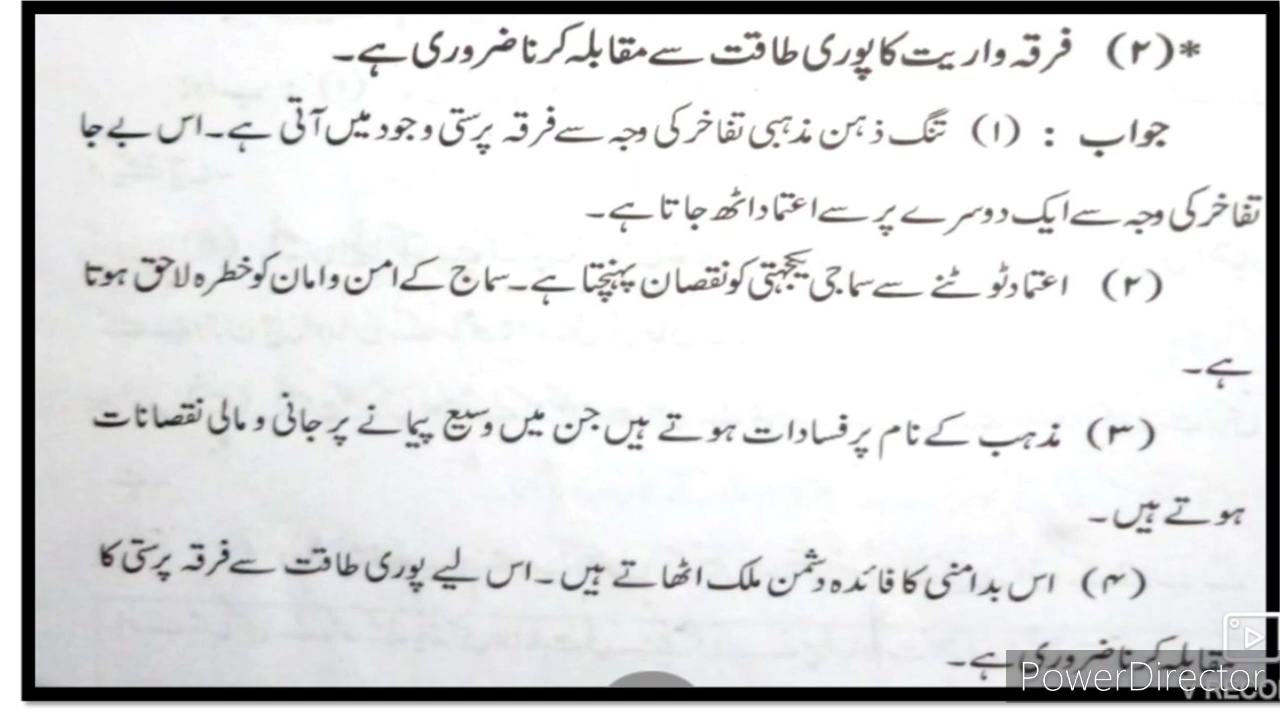 *(۲) فرقہ واریت کا پوری طاقت سے مقابلہ کرنا ضروری ہے۔
جواب : (۱) تنگ ذہن مذہبی تفاخر کی وجہ سے فرقہ پرستی وجود میں آتی ہے۔ اس بے جا
تفاخر کی وجہ سے ایک دوسرے پر سے اعتماد اٹھ جاتا ہے۔
(۲) اعتماد ٹوٹنے سے سماجی یکجہتی کو نقصان پہنچتا ہے۔ سماج کے امن و امان کو خطرہ لاحق ہوتا
ہے۔
(۳) مذہب کے نام پر فسادات ہوتے ہیں جن میں وسیع پیمانے پر جانی و مالی نقصانات
ہوتے ہیں۔
(۴) اس بدامنی کا فائدہ دشمن ملک اٹھاتے ہیں۔ اس لیے پوری طاقت سے فرقہ پرستی کا
مقابلہ کرنا ضروری ہے۔
PowerDirector